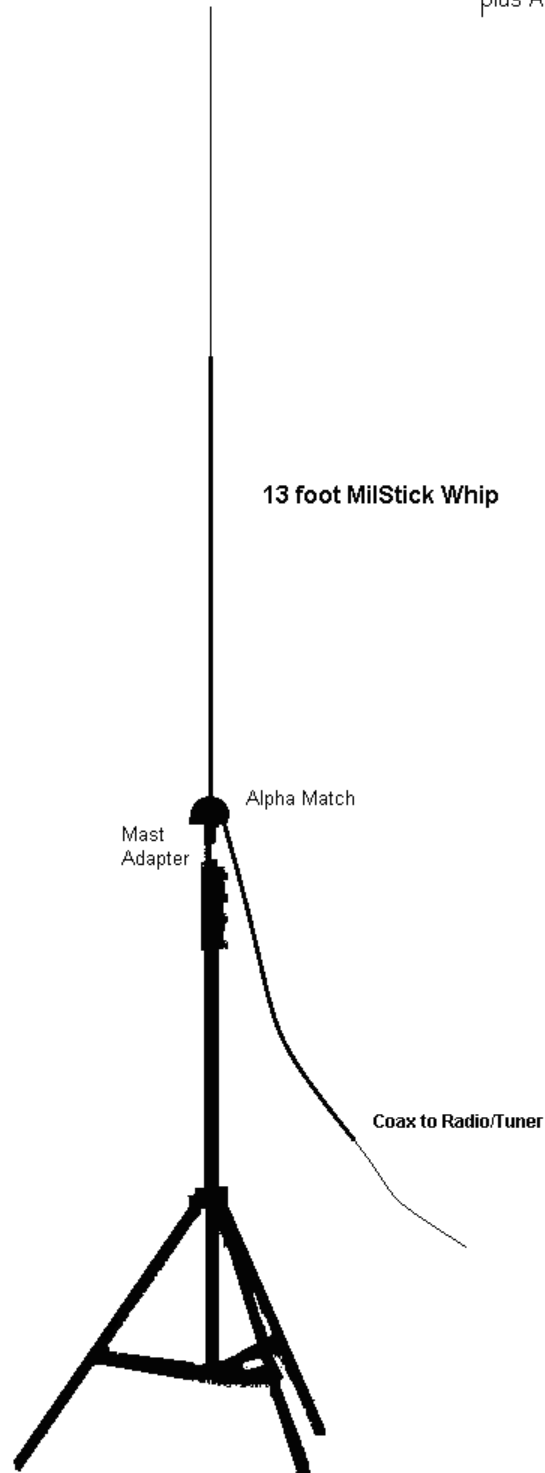 plus A
13 foot MilStick Whip
Alpha Match
Mast
Adapter
Coax to Radio/Tuner